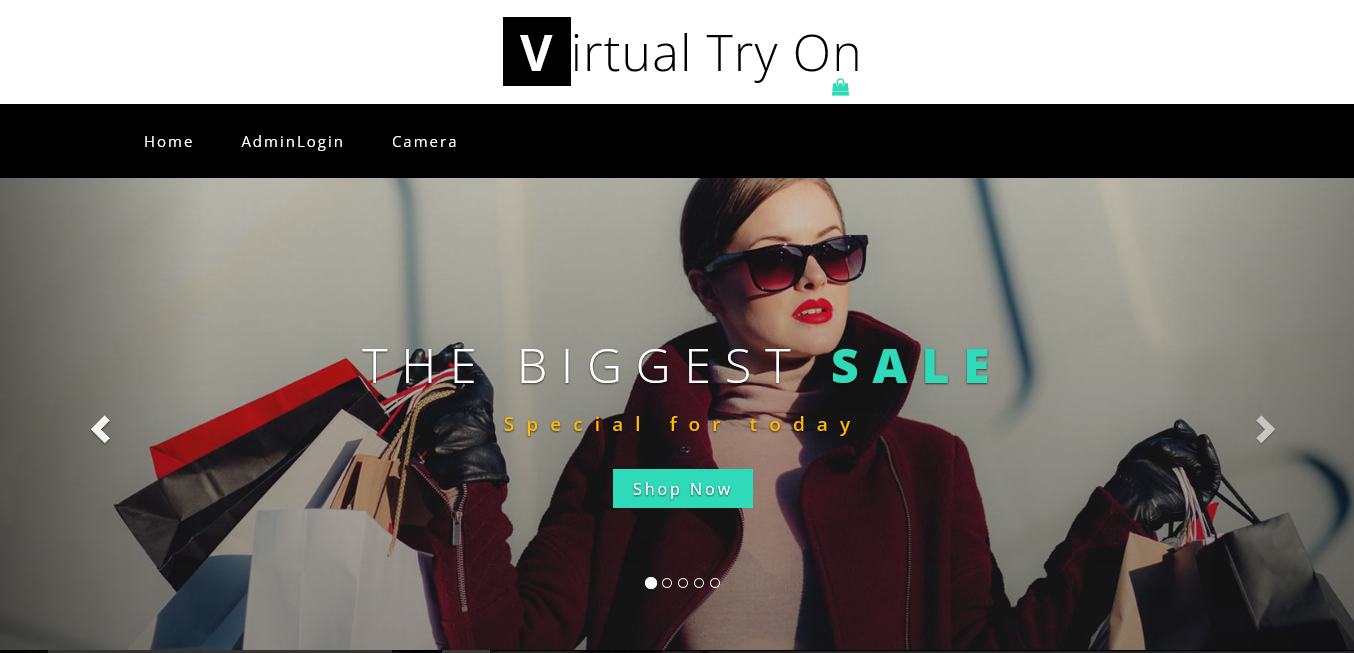 Virtual Try On
Home AdminLogin Camera
THE BIGGEST SALE
Special for today
Shop Now